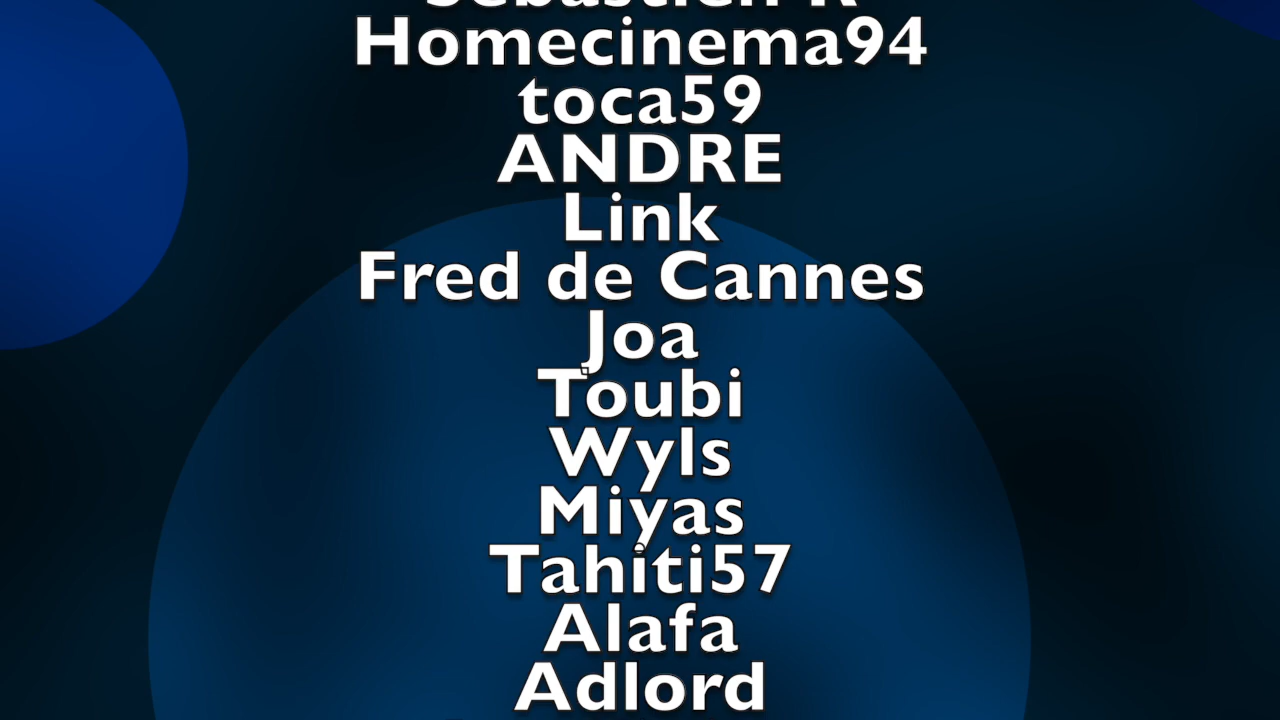 Homecinema94
toca59
ANDRE
Link
Fred de Cannes
Joa
Toubi
Wyls
Miyas
Tahiti57
Alafa
Adlord